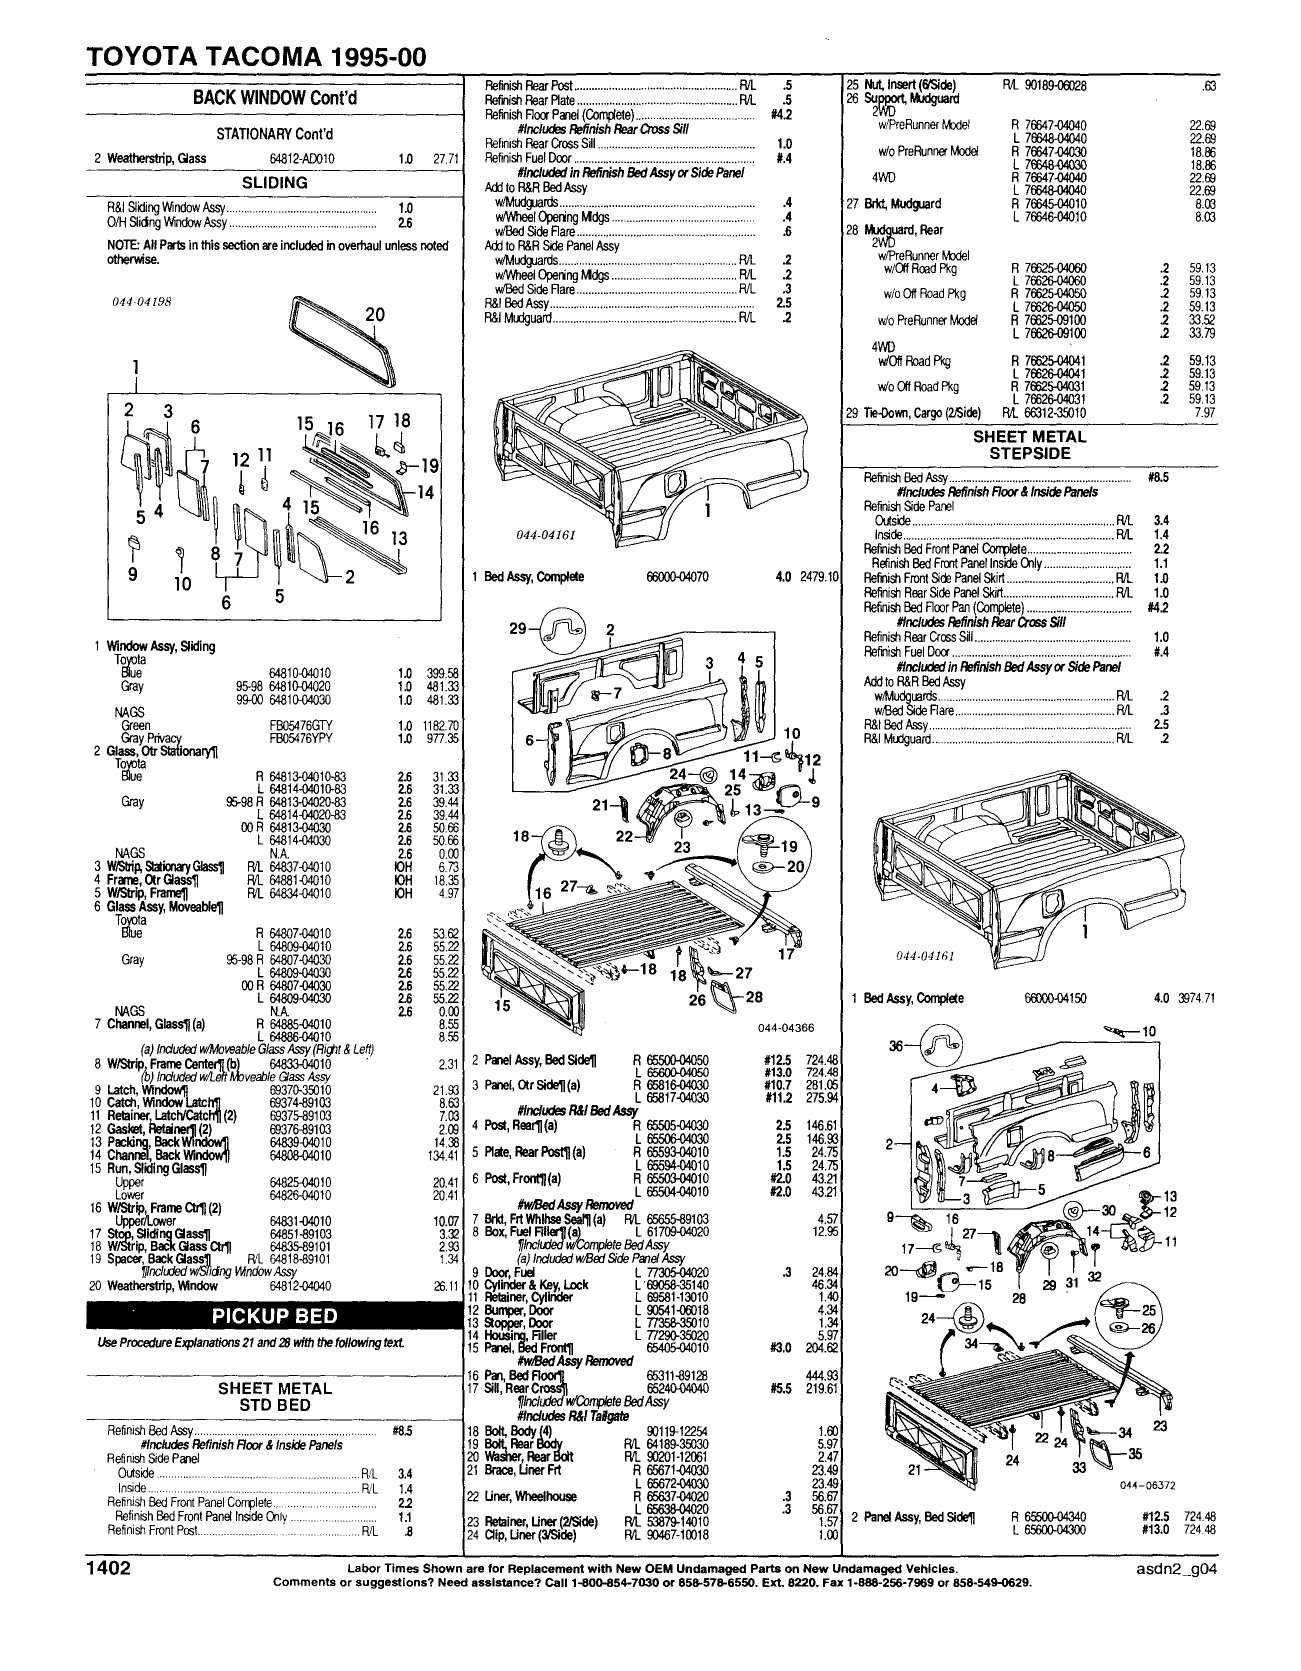 TOYOTA TACOMA 1995-00
BACK WINDOW Cont'd
STATIONARY Cont'd
2 Weatherstrip, Glass 64812-AD010 1.0 27.71
SLIDING
R&I Sliding Window Assy 1.0
O/H Sliding Window Assy 2.6
NOTE: All Parts in this section are included in overhaul unless noted
otherwise.
044-04198
20
1
2 3 6 7 15 16 17 18
12 11 19
14
5 4 4 15 16 13
9 10 8 7 2
6 5
1 Window Assy, Sliding
Toyota
Blue 64810-04010 1.0 399.58
Gray 95-98 64810-04020 1.0 481.33
99-00 64810-04030 1.0 481.33
NAGS
Green FB05476GTY 1.0 1182.70
Gray Privacy FB05476YPY 1.0 977.35
2 Glass, Otr Stationary¶
Toyota
Blue R 64813-04010-83 2.6 31.33
L 64814-04010-83 2.6 31.33
Gray 95-98 R 64813-04020-83 2.6 39.44
L 64814-04020-83 2.6 39.44
00 R 64813-04030 2.6 50.66
L 64814-04030 2.6 50.66
NAGS N.A. 2.6 0.00
3 W/Strip, Stationary Glass¶ R/L 64837-04010 IOH 6.73
4 Frame, Otr Glass¶ R/L 64881-04010 IOH 18.35
5 W/Strip, Frame¶ R/L 64834-04010 IOH 4.97
6 Glass Assy, Moveable¶
Toyota
Blue R 64807-04010 2.6 53.62
L 64809-04010 2.6 55.22
Gray 95-98 R 64807-04030 2.6 55.22
L 64809-04030 2.6 55.22
00 R 64807-04030 2.6 55.22
L 64809-04030 2.6 55.22
NAGS N.A. 2.6 0.00
7 Channel, Glass¶ (a) R 64885-04010 8.55
L 64886-04010 8.55
(a) Included w/Moveable Glass Assy (Right & Left)
8 W/Strip, Frame Center¶ (b) 64833-04010 2.31
(b) Included w/Left Moveable Glass Assy
9 Latch, Window¶ 69370-35010 21.93
10 Catch, Window Latch¶ 69374-89103 8.63
11 Retainer, Latch/Catch¶ (2) 69375-89103 7.03
12 Gasket, Retainer¶ (2) 69376-89103 2.09
13 Packing, Back Window¶ 64839-04010 14.38
14 Channel, Back Window¶ 64808-04010 134.41
15 Run, Sliding Glass¶
Upper 64825-04010 20.41
Lower 64826-04010 20.41
16 W/Strip, Frame Ctr¶ (2)
Upper/Lower 64831-04010 10.07
17 Stop, Sliding Glass¶ 64851-89103 3.32
18 W/Strip, Back Glass Ctr¶ 64835-89101 2.93
19 Spacer, Back Glass¶ R/L 64818-89101 1.34
¶Included w/Sliding Window Assy
20 Weatherstrip, Window 64812-04040 26.11
PICKUP BED
Use Procedure Explanations 21 and 28 with the following text.
SHEET METAL
STD BED
Refinish Bed Assy #8.5
#Includes Refinish Floor & Inside Panels
Refinish Side Panel
Outside R/L 3.4
Inside R/L 1.4
Refinish Bed Front Panel Complete 2.2
Refinish Bed Front Panel Inside Only 1.1
Refinish Front Post R/L .8
Refinish Rear Post R/L .5
Refinish Rear Plate R/L .5
Refinish Floor Panel (Complete) #4.2
#Includes Refinish Rear Cross Sill
Refinish Rear Cross Sill 1.0
Refinish Fuel Door #.4
#Included in Refinish Bed Assy or Side Panel
Add to R&R Bed Assy
w/Mudguards .4
w/Wheel Opening Mldgs .4
w/Bed Side Flare .6
Add to R&R Side Panel Assy
w/Mudguards R/L .2
w/Wheel Opening Mldgs R/L .2
w/Bed Side Flare R/L .3
R&I Bed Assy 2.5
R&I Mudguard R/L .2
1
044-04161
1 Bed Assy, Complete 66000-04070 4.0 2479.10
29 2
3 4 5
7
6 8 10
11 12
24 14
25
21 13 9
22 23
18 19
20
27
16
17
18 18 27
26 28
15
044-04366
2 Panel Assy, Bed Side¶ R 65500-04050 #12.5 724.48
L 65600-04050 #13.0 724.48
3 Panel, Otr Side¶ (a) R 65816-04030 #10.7 281.05
L 65817-04030 #11.2 275.94
#Includes R&I Bed Assy
4 Post, Rear¶ (a) R 65505-04030 2.5 146.61
L 65506-04030 2.5 146.93
5 Plate, Rear Post¶ (a) R 65593-04010 1.5 24.75
L 65594-04010 1.5 24.75
6 Post, Front¶ (a) R 65503-04010 #2.0 43.21
L 65504-04010 #2.0 43.21
#w/Bed Assy Removed
7 Brkt, Frt Whlhse Seal¶ (a) R/L 65655-89103 4.57
8 Box, Fuel Filler¶ (a) L 61709-04020 12.95
¶Included w/Complete Bed Assy
(a) Included w/Bed Side Panel Assy
9 Door, Fuel L 77305-04020 .3 24.84
10 Cylinder & Key, Lock L 69058-35140 46.34
11 Retainer, Cylinder L 69581-13010 1.40
12 Bumper, Door L 90541-06018 4.34
13 Stopper, Door L 77358-35010 1.34
14 Housing, Filler L 77290-35020 5.97
15 Panel, Bed Front¶ 65405-04010 #3.0 204.62
#w/Bed Assy Removed
16 Pan, Bed Floor¶ 65311-89128 444.93
17 Sill, Rear Cross¶ 65240-04040 #5.5 219.61
¶Included w/Complete Bed Assy
#Includes R&I Tailgate
18 Bolt, Body (4) 90119-12254 1.60
19 Bolt, Rear Body R/L 64189-35030 5.97
20 Washer, Rear Bolt R/L 90201-12061 2.47
21 Brace, Liner Frt R 65671-04030 23.49
L 65672-04030 23.49
22 Liner, Wheelhouse R 65637-04020 .3 56.67
L 65638-04020 .3 56.67
23 Retainer, Liner (2/Side) R/L 53879-14010 1.57
24 Clip, Liner (3/Side) R/L 90467-10018 1.00
25 Nut, Insert (6/Side) R/L 90189-06028 .63
26 Support, Mudguard
2WD
w/PreRunner Model R 76647-04040 22.69
L 76648-04040 22.69
w/o PreRunner Model R 76647-04030 18.86
L 76648-04030 18.86
4WD R 76647-04040 22.69
L 76648-04040 22.69
27 Brkt, Mudguard R 76645-04010 8.03
L 76646-04010 8.03
28 Mudguard, Rear
2WD
w/PreRunner Model
w/Off Road Pkg R 76625-04060 .2 59.13
L 76626-04060 .2 59.13
w/o Off Road Pkg R 76625-04050 .2 59.13
L 76626-04050 .2 59.13
w/o PreRunner Model R 76625-09100 .2 33.52
L 76626-09100 .2 33.79
4WD
w/Off Road Pkg R 76625-04041 .2 59.13
L 76626-04041 .2 59.13
w/o Off Road Pkg R 76625-04031 .2 59.13
L 76626-04031 .2 59.13
29 Tie-Down, Cargo (2/Side) R/L 66312-35010 7.97
SHEET METAL
STEPSIDE
Refinish Bed Assy #8.5
#Includes Refinish Floor & Inside Panels
Refinish Side Panel
Outside R/L 3.4
Inside R/L 1.4
Refinish Bed Front Panel Complete 2.2
Refinish Bed Front Panel Inside Only 1.1
Refinish Front Side Panel Skirt R/L 1.0
Refinish Rear Side Panel Skirt R/L 1.0
Refinish Bed Floor Pan (Complete) #4.2
#Includes Refinish Rear Cross Sill
Refinish Rear Cross Sill 1.0
Refinish Fuel Door #.4
#Included in Refinish Bed Assy or Side Panel
Add to R&R Bed Assy
w/Mudguards R/L .2
w/Bed Side Flare R/L .3
R&I Bed Assy 2.5
R&I Mudguard R/L .2
1
044-04161
1 Bed Assy, Complete 66000-04150 4.0 3974.71
36 10
4
2
8 6
7
3 5
13
9 16 30 12
27 14
17 11
20 18
15 29 31 32
19 28
24 25
34 26
23
22 24 34
24 35
21 33
044-06372
2 Panel Assy, Bed Side¶ R 65500-04340 #12.5 724.48
L 65600-04300 #13.0 724.48
1402
Labor Times Shown are for Replacement with New OEM Undamaged Parts on New Undamaged Vehicles.
Comments or suggestions? Need assistance? Call 1-800-854-7030 or 858-578-6550. Ext. 8220. Fax 1-888-256-7969 or 858-549-0629.
asdn2_g04